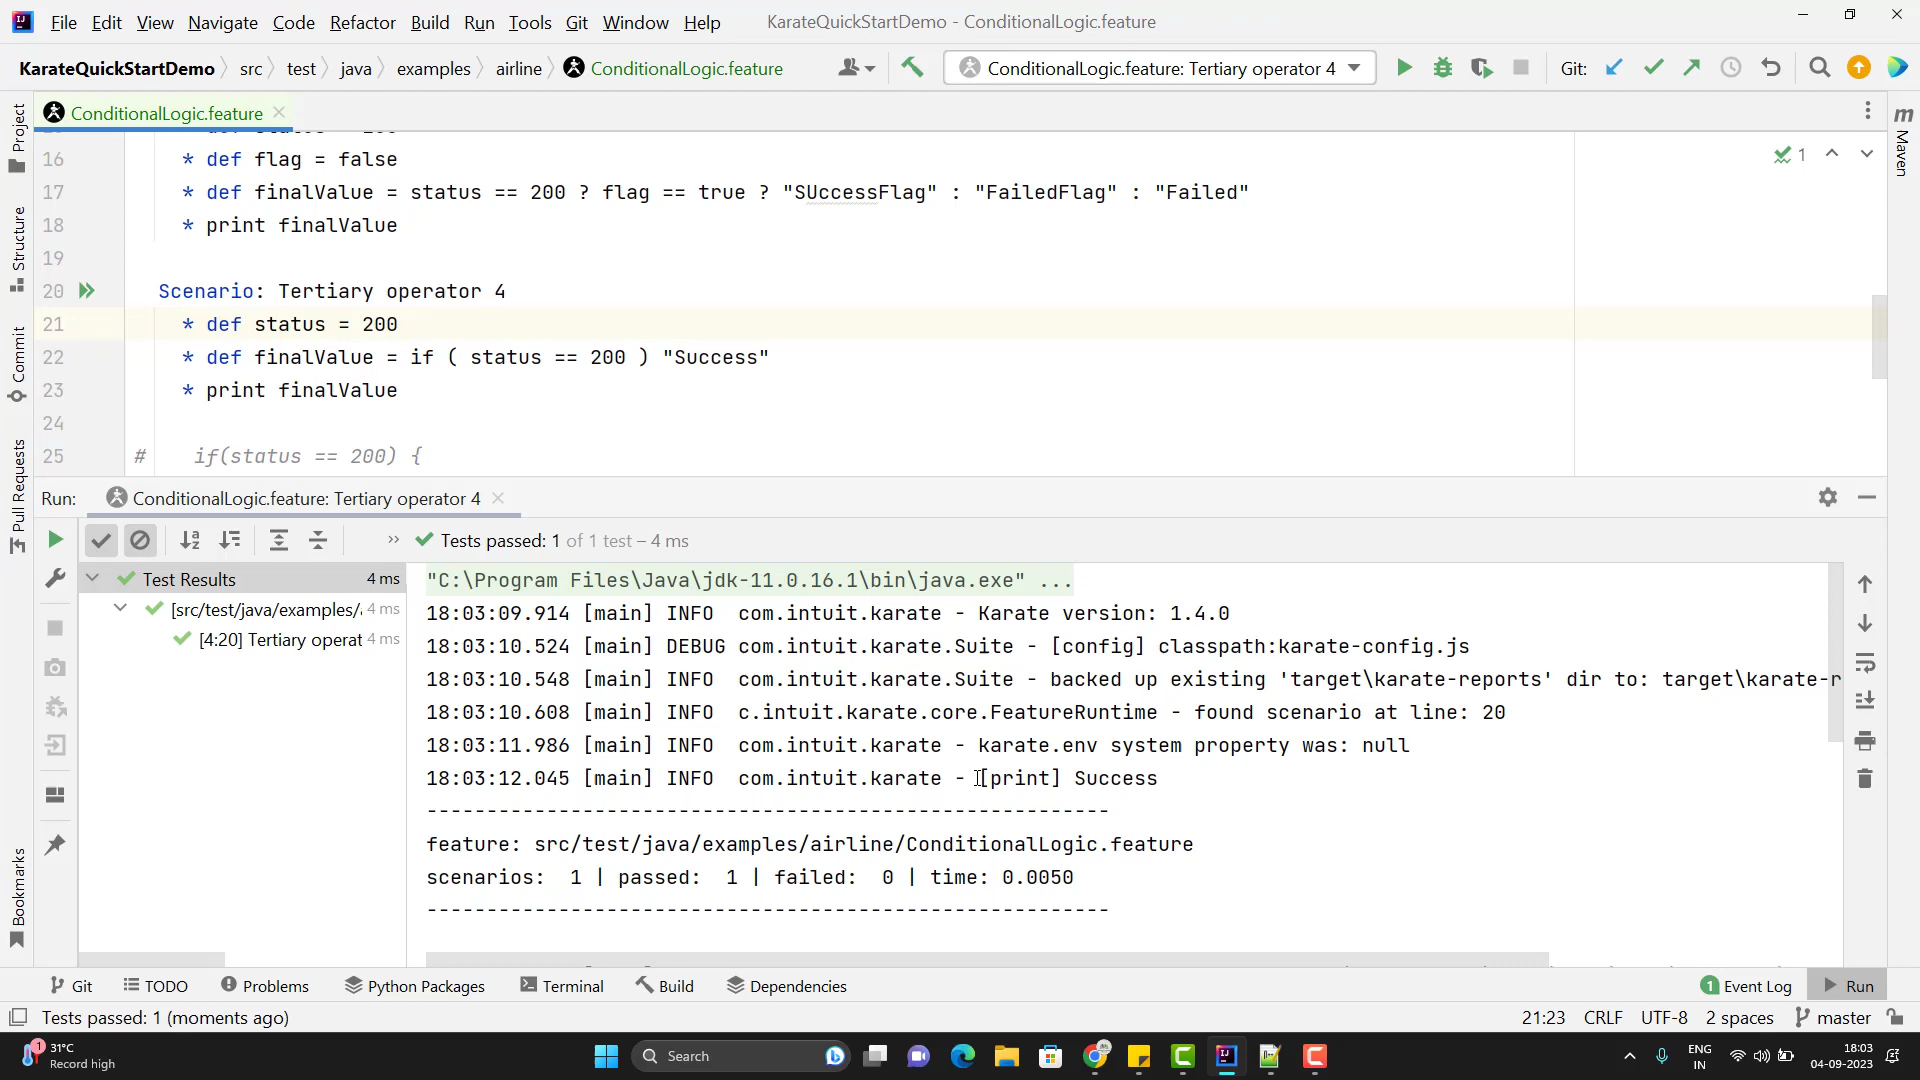 File Edit View Navigate Code Refactor Build Run Tools Git Window Help KarateQuickStartDemo - ConditionalLogic.feature
KarateQuickStartDemo src test java examples airline ConditionalLogic.feature ConditionalLogic.feature: Tertiary operator 4 Git:
ConditionalLogic.feature
Project
Structure
Commit
Pull Requests
Bookmarks
m
Maven
1
16 * def flag = false
17 * def finalValue = status == 200 ? flag == true ? "SUccessFlag" : "FailedFlag" : "Failed"
18 * print finalValue
19
20 Scenario: Tertiary operator 4
21 * def status = 200
22 * def finalValue = if ( status == 200 ) "Success"
23 * print finalValue
24
25 # if(status == 200) {
Run: ConditionalLogic.feature: Tertiary operator 4
Tests passed: 1 of 1 test – 4 ms
Test Results 4 ms
[src/test/java/examples/ 4 ms
[4:20] Tertiary operat 4 ms
"C:\Program Files\Java\jdk-11.0.16.1\bin\java.exe" ...
18:03:09.914 [main] INFO com.intuit.karate - Karate version: 1.4.0
18:03:10.524 [main] DEBUG com.intuit.karate.Suite - [config] classpath:karate-config.js
18:03:10.548 [main] INFO com.intuit.karate.Suite - backed up existing 'target\karate-reports' dir to: target\karate-r
18:03:10.608 [main] INFO c.intuit.karate.core.FeatureRuntime - found scenario at line: 20
18:03:11.986 [main] INFO com.intuit.karate - karate.env system property was: null
18:03:12.045 [main] INFO com.intuit.karate - [print] Success
---------------------------------------------------------
feature: src/test/java/examples/airline/ConditionalLogic.feature
scenarios: 1 | passed: 1 | failed: 0 | time: 0.0050
---------------------------------------------------------
Git TODO Problems Python Packages Terminal Build Dependencies 1 Event Log Run
Tests passed: 1 (moments ago) 21:23 CRLF UTF-8 2 spaces master
1 31°C
Record high
Search
ENG
IN
18:03
04-09-2023